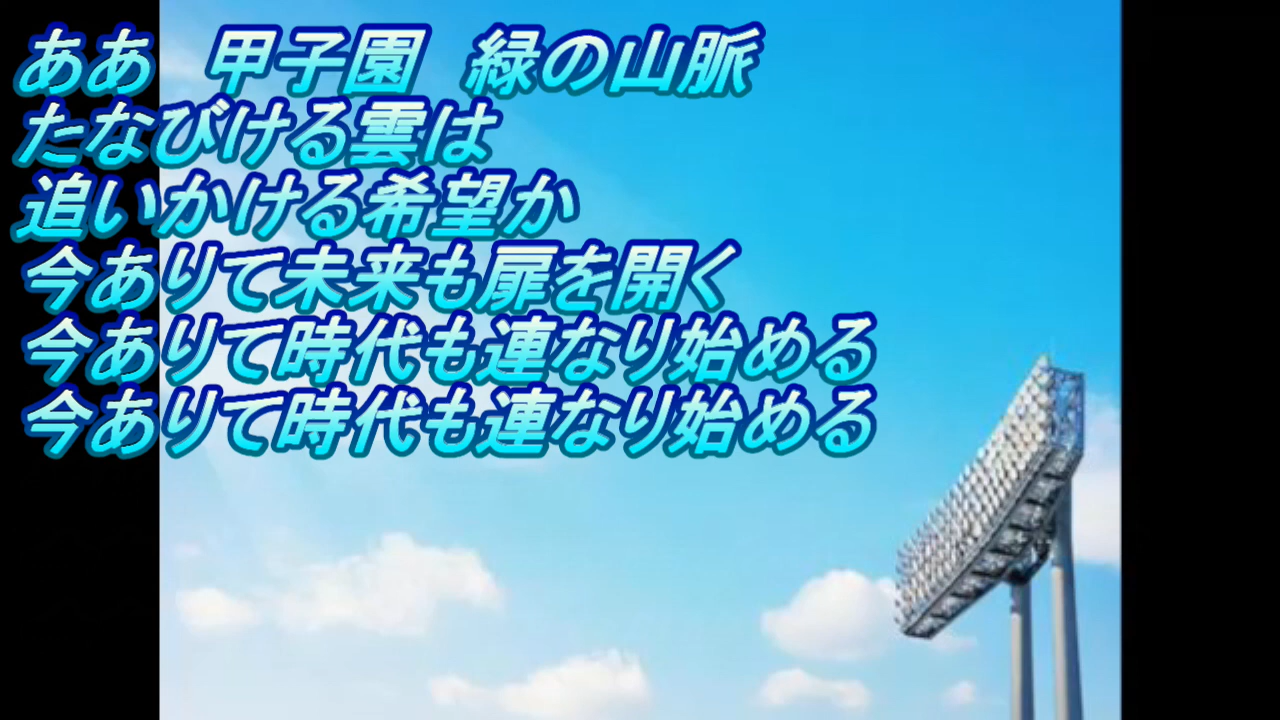 ああ　甲子園　緑の山脈
たなびける雲は
追いかける希望か
今ありて未来も扉を開く
今ありて時代も連なり始める
今ありて時代も連なり始める